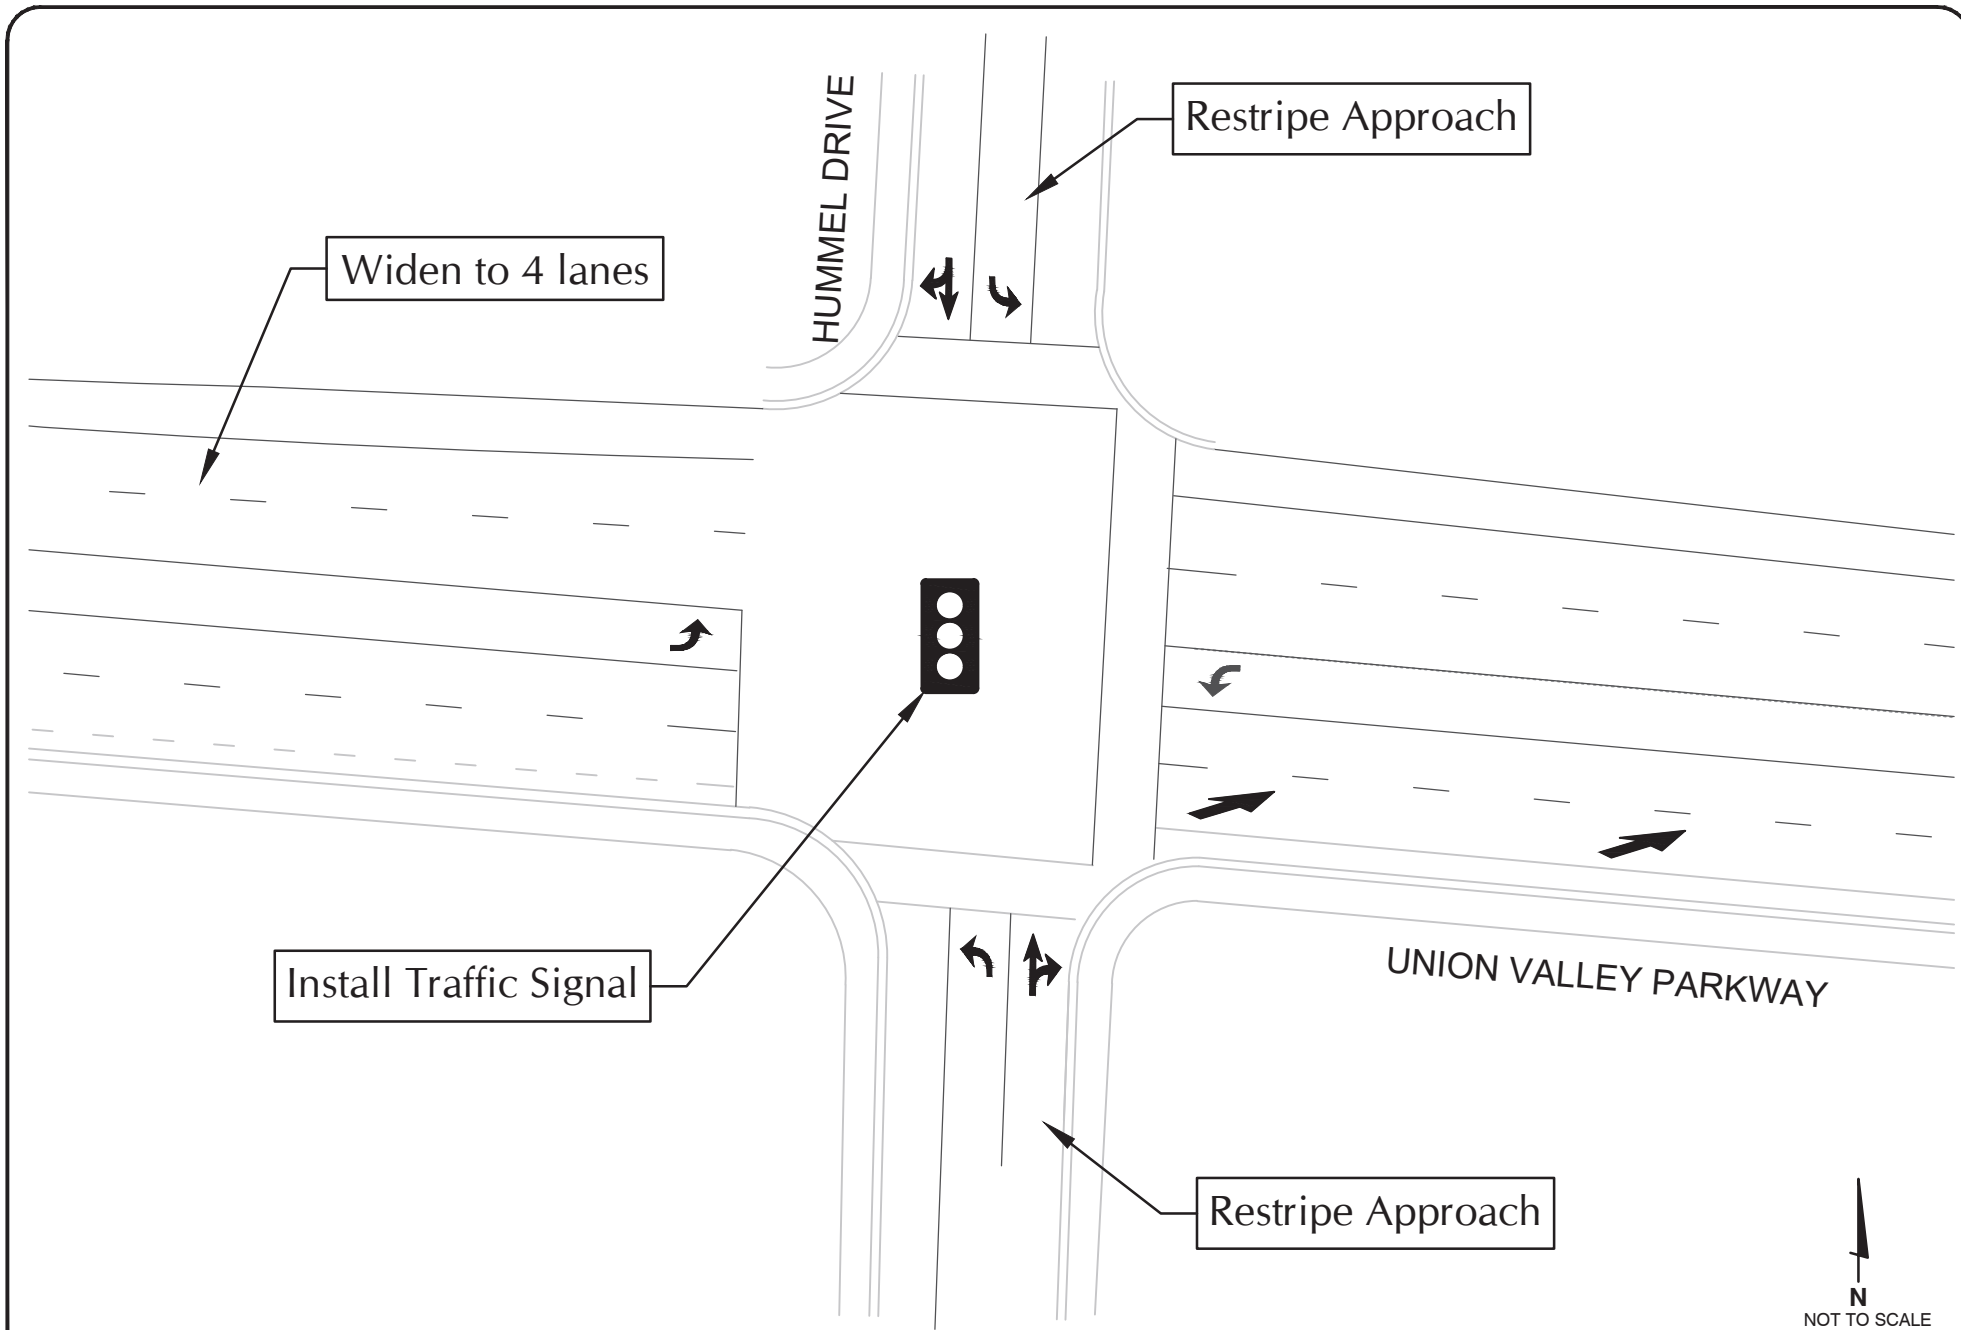 HUMMEL DRIVE
Restripe Approach
Widen to 4 lanes
Install Traffic Signal
UNION VALLEY PARKWAY
Restripe Approach
N
NOT TO SCALE